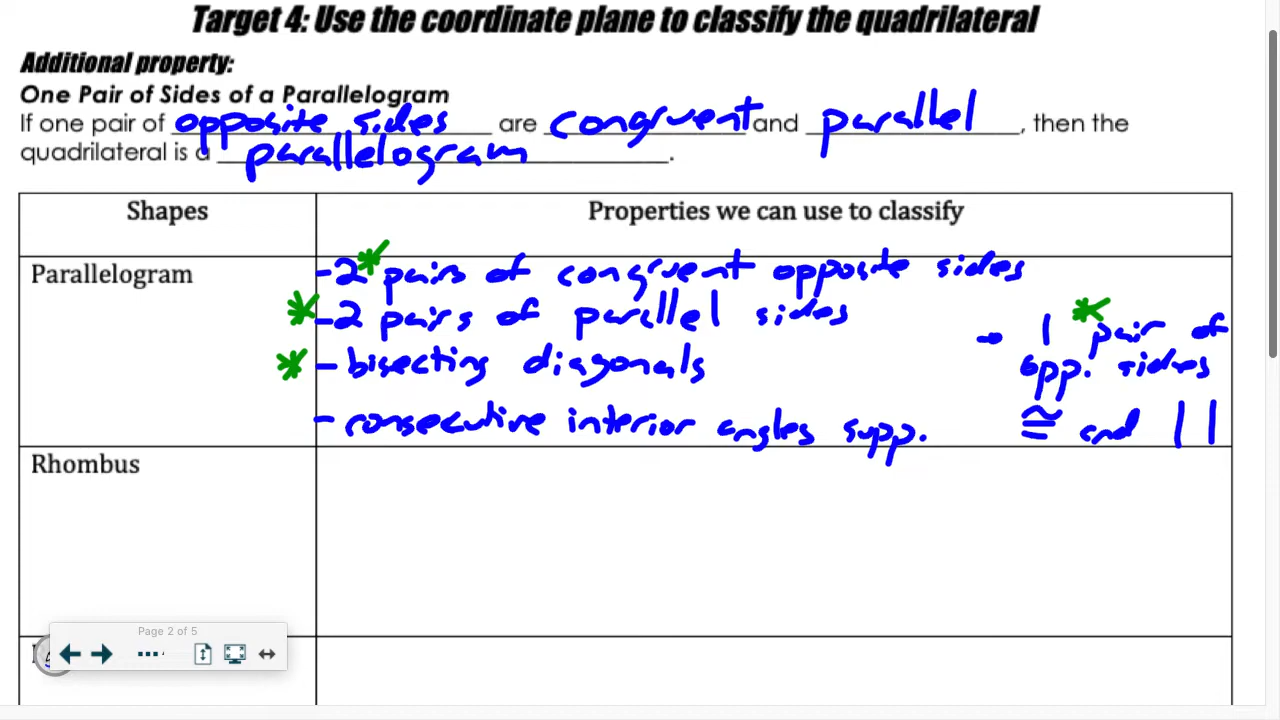 Target 4: Use the coordinate plane to classify the quadrilateral
Additional property:
One Pair of Sides of a Parallelogram
If one pair of opposite sides are congruent and parallel, then the
quadrilateral is a parallelogram.
Shapes
Properties we can use to classify
Parallelogram
-2 pairs of congruent opposite sides
-2 pairs of parallel sides
- bisecting diagonals
- consecutive interior angles supp.
- 1 pair of
opp. sides
≅ and ||
Rhombus
Page 2 of 5